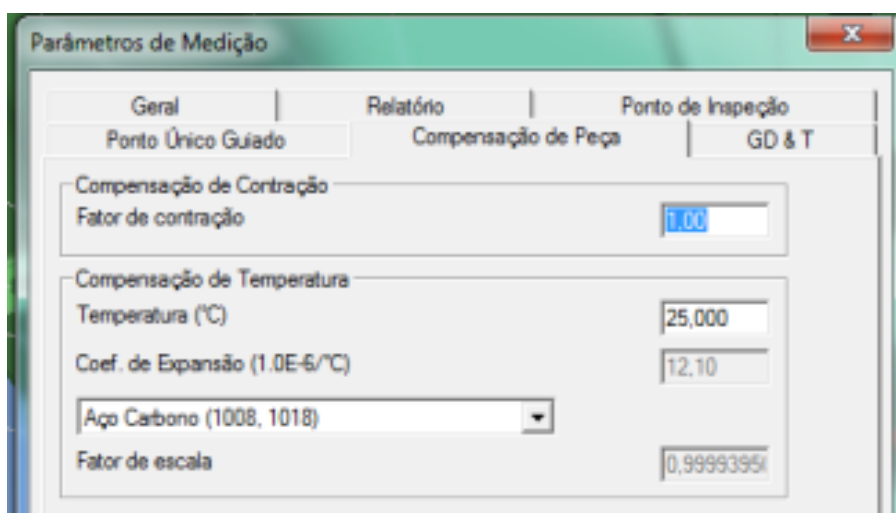 Parâmetros de Medição
Geral Relatório Ponto de Inspeção
Ponto Único Guiado Compensação de Peça GD & T
Compensação de Contração
Fator de contração 1,00
Compensação de Temperatura
Temperatura (°C) 25,000
Coef. de Expansão (1.0E-6/°C) 12,10
Aço Carbono (1008, 1018)
Fator de escala 0,9999395